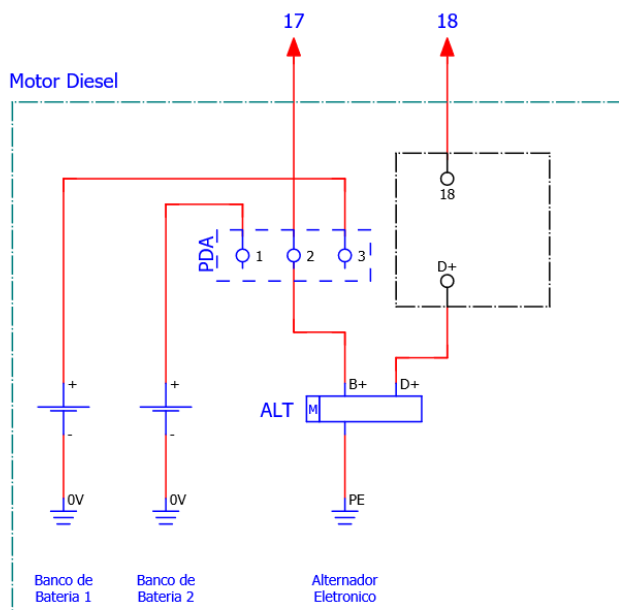 17
18
Motor Diesel
18
PDA
1
2
3
D+
+
+
B+
D+
ALT
M
-
-
0V
0V
PE
Banco de
Bateria 1
Banco de
Bateria 2
Alternador
Eletronico